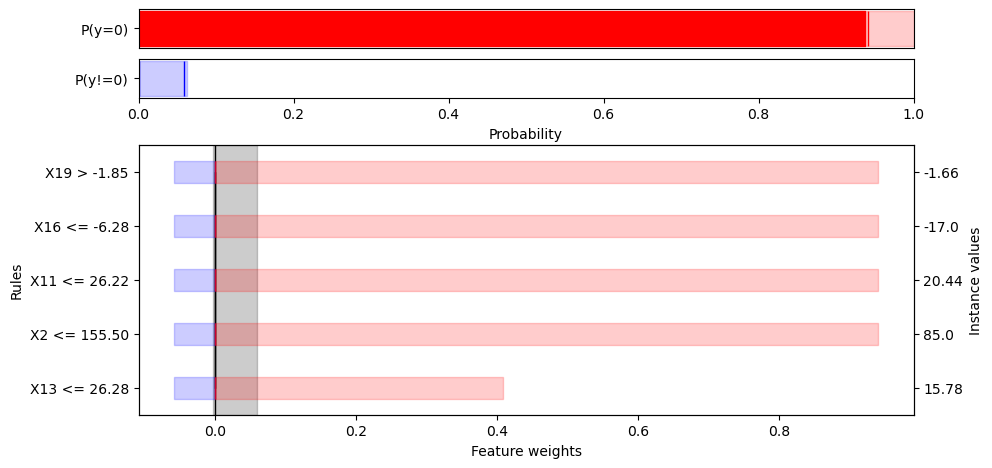 P(y=0)
P(y!=0)
0.0 0.2 0.4 0.6 0.8 1.0
Probability
X19 > -1.85 -1.66
X16 <= -6.28 -17.0
X11 <= 26.22 20.44
X2 <= 155.50 85.0
X13 <= 26.28 15.78
Rules
Instance values
0.0 0.2 0.4 0.6 0.8
Feature weights